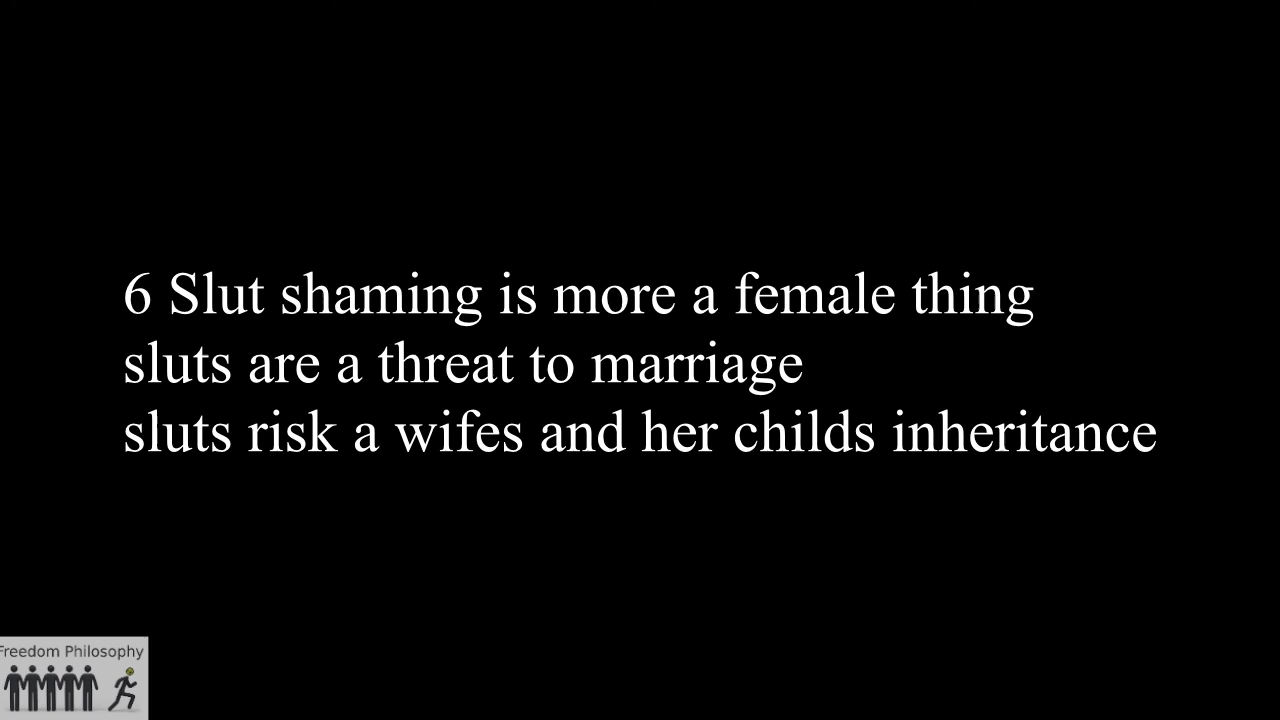 6 Slut shaming is more a female thing
sluts are a threat to marriage
sluts risk a wifes and her childs inheritance
Freedom Philosophy